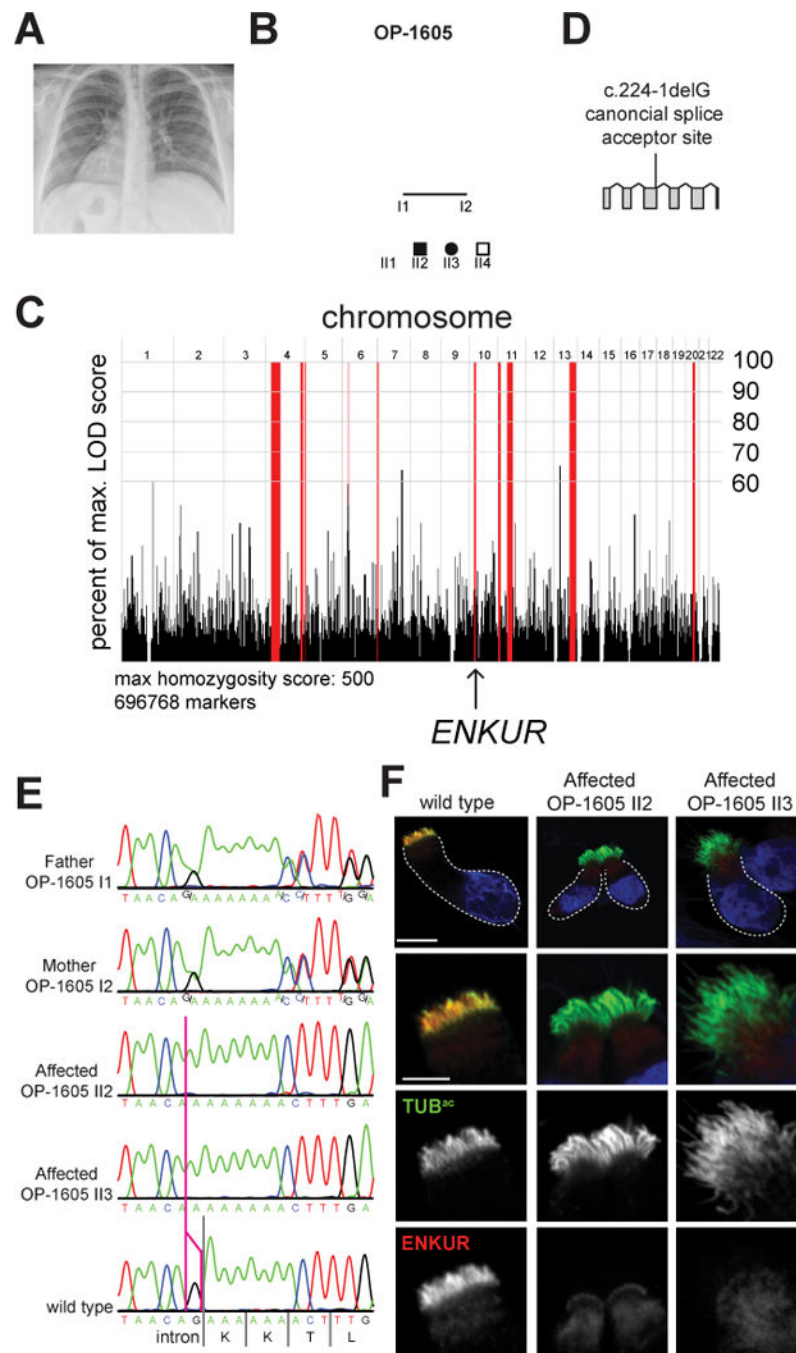 A
B
OP-1605
I1 I2
II1 II2 II3 II4
D
c.224-1delG
canoncial splice
acceptor site
C
chromosome
1 2 3 4 5 6 7 8 9 10 11 12 13 14 15 16 17 18 19 20 21 22
percent of max. LOD score
100
90
80
70
60
max homozygosity score: 500
696768 markers
ENKUR
E
Father
OP-1605 I1
Mother
OP-1605 I2
Affected
OP-1605 II2
TAACAAAAAAACTTTGA
Affected
OP-1605 II3
TAACAAAAAAACTTTGA
wild type
TAACAGAAAAAACTTTG
intron K K T L
F
wild type
Affected
OP-1605 II2
Affected
OP-1605 II3
TUBac
ENKUR